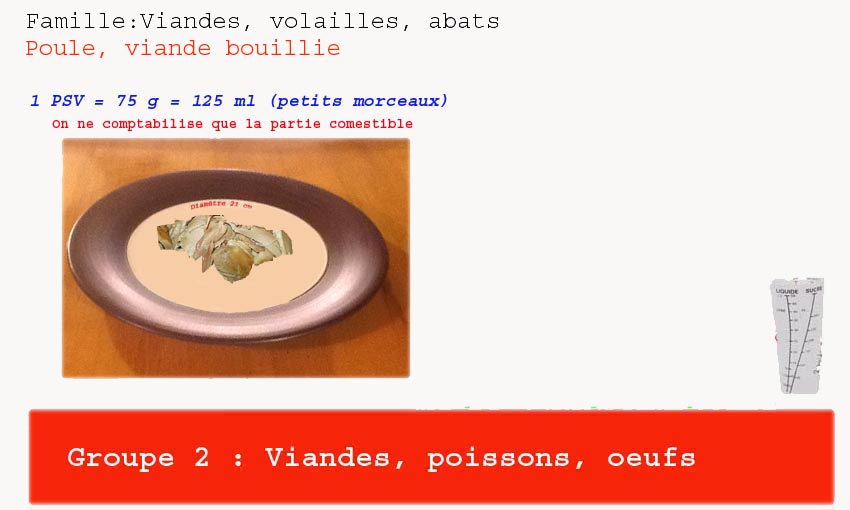 Famille:Viandes, volailles, abats
Poule, viande bouillie
1 PSV = 75 g = 125 ml (petits morceaux)
On ne comptabilise que la partie comestible
Diamètre 21 cm
LIQUIDE SUCRE
Groupe 2 : Viandes, poissons, oeufs